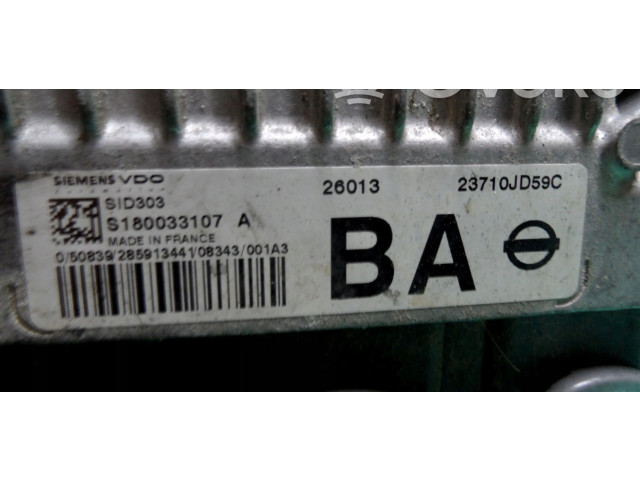 SIEMENS VDO
SID303
S180033107 A
MADE IN FRANCE
0/50839/285913441/08343/001A3
26013
23710JD59C
BA